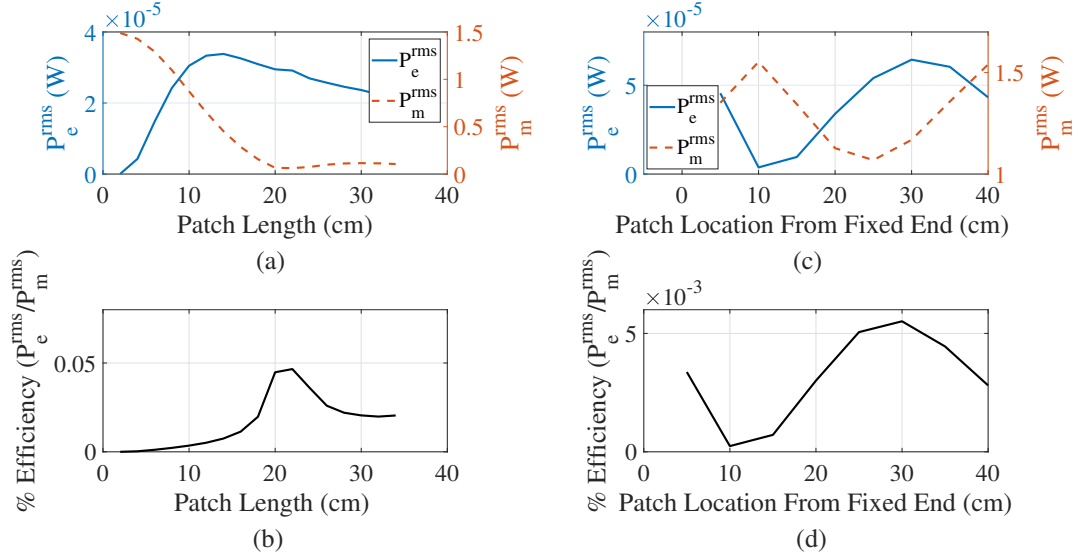 ×10⁻⁵
4
2
0
P_e^rms (W)
1.5
1
0.5
0
P_m^rms (W)
P_e^rms
P_m^rms
0 10 20 30 40
Patch Length (cm)
(a)
×10⁻⁵
5
0
P_e^rms (W)
1.5
1
P_m^rms (W)
P_e^rms
P_m^rms
0 10 20 30 40
Patch Location From Fixed End (cm)
(c)
% Efficiency (P_e^rms/P_m^rms)
0.05
0
0 10 20 30 40
Patch Length (cm)
(b)
% Efficiency (P_e^rms/P_m^rms)
×10⁻³
5
0
0 10 20 30 40
Patch Location From Fixed End (cm)
(d)